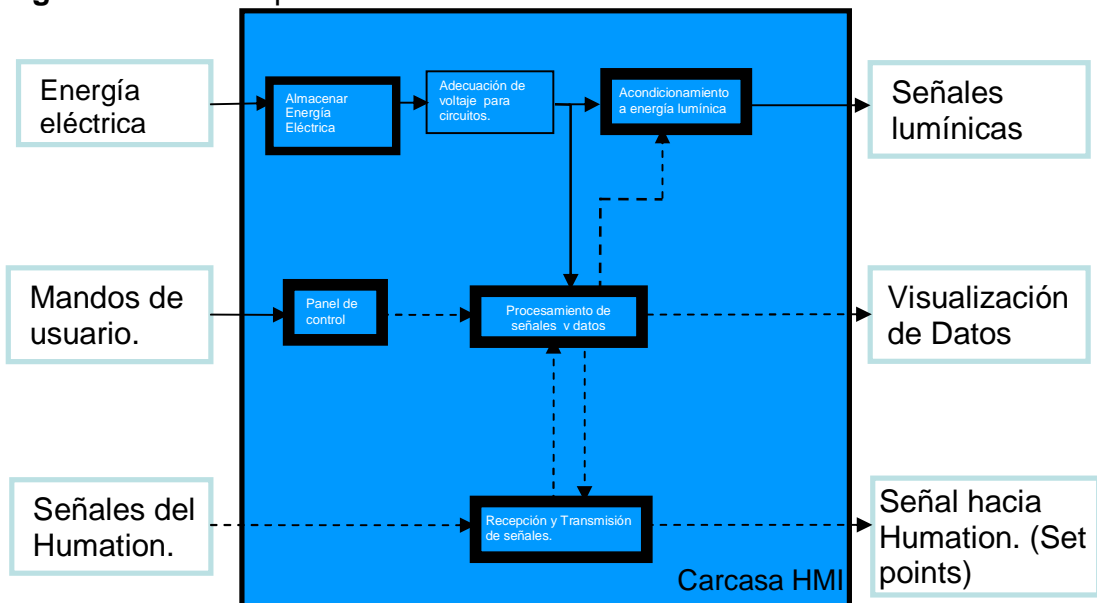 Energía
eléctrica
Almacenar
Energía
Eléctrica
Adecuación de
voltaje para
circuitos.
Acondicionamiento
a energía lumínica
Señales
lumínicas
Mandos de
usuario.
Panel de
control
Procesamiento de
señales y datos
Visualización
de Datos
Señales del
Humation.
Recepción y Transmisión
de señales.
Señal hacia
Humation. (Set
points)
Carcasa HMI